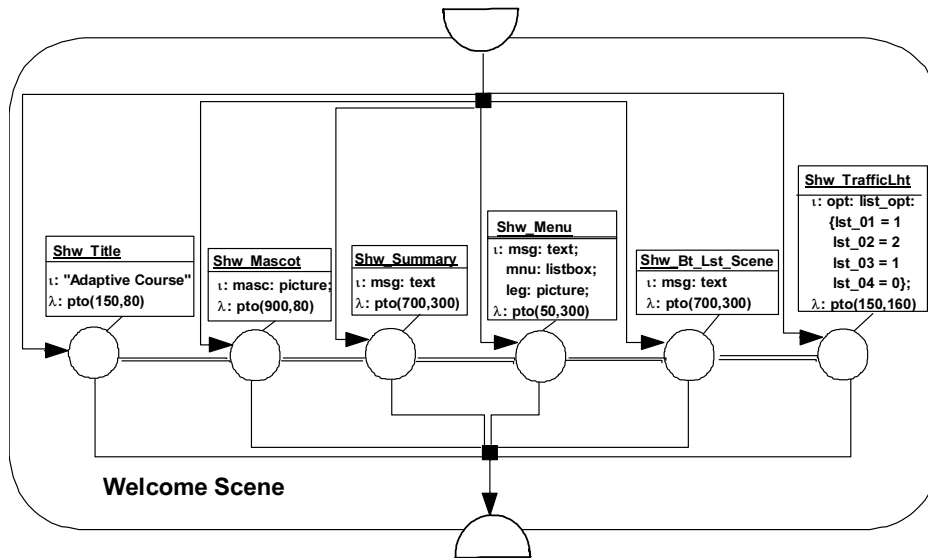 Shw_Title
ι: "Adaptive Course"
λ: pto(150,80)
Shw_Mascot
ι: masc: picture;
λ: pto(900,80)
Shw_Summary
ι: msg: text
λ: pto(700,300)
Shw_Menu
ι: msg: text;
mnu: listbox;
leg: picture;
λ: pto(50,300)
Shw_Bt_Lst_Scene
ι: msg: text
λ: pto(700,300)
Shw_TrafficLht
ι: opt: list_opt:
{lst_01 = 1
lst_02 = 2
lst_03 = 1
lst_04 = 0};
λ: pto(150,160)
Welcome Scene